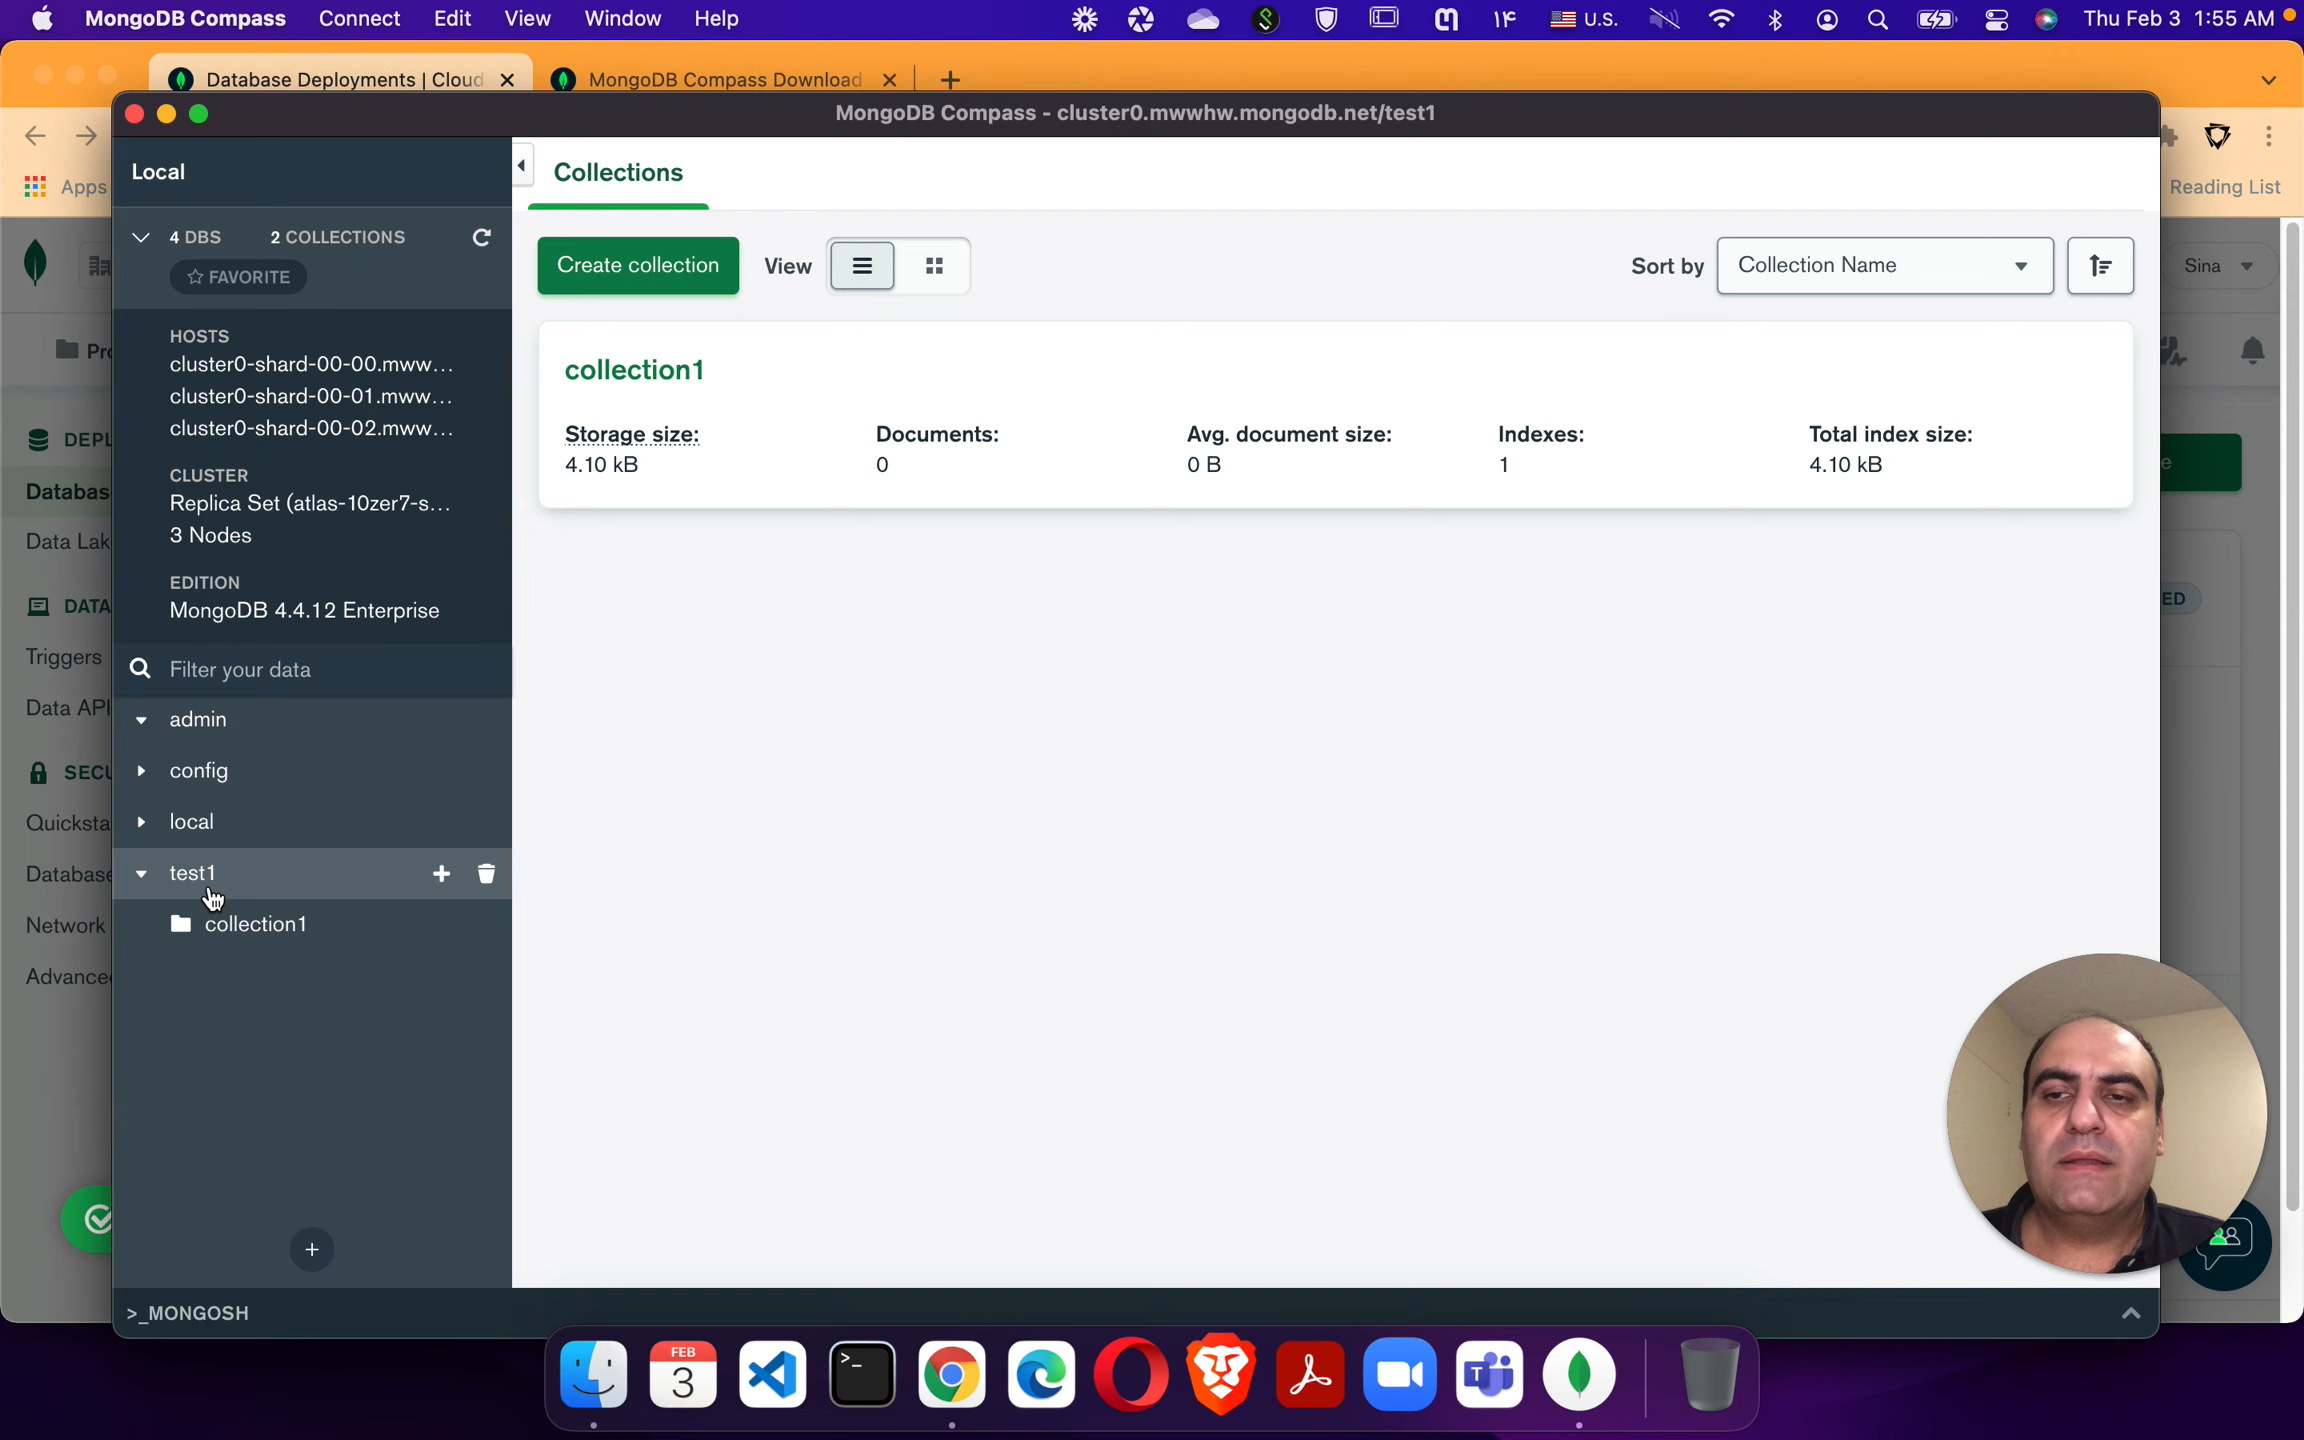 MongoDB Compass Connect Edit View Window Help
۱۴ U.S. Thu Feb 3 1:55 AM
Database Deployments | Cloud
MongoDB Compass Download
MongoDB Compass - cluster0.mwwhw.mongodb.net/test1
Apps
Reading List
Local
Collections
4 DBS 2 COLLECTIONS
FAVORITE
Create collection View
Sort by Collection Name
Sina
HOSTS
cluster0-shard-00-00.mww...
cluster0-shard-00-01.mww...
cluster0-shard-00-02.mww...
CLUSTER
Replica Set (atlas-10zer7-s...
3 Nodes
EDITION
MongoDB 4.4.12 Enterprise
Filter your data
admin
config
local
test1
collection1
collection1
Storage size: Documents: Avg. document size: Indexes: Total index size:
4.10 kB 0 0 B 1 4.10 kB
Pro
DEPL
Databas
Data Lak
DATA
Triggers
Data API
SECU
Quicksta
Database
Network
Advanced
e
ED
>_MONGOSH
FEB
3
>_
T